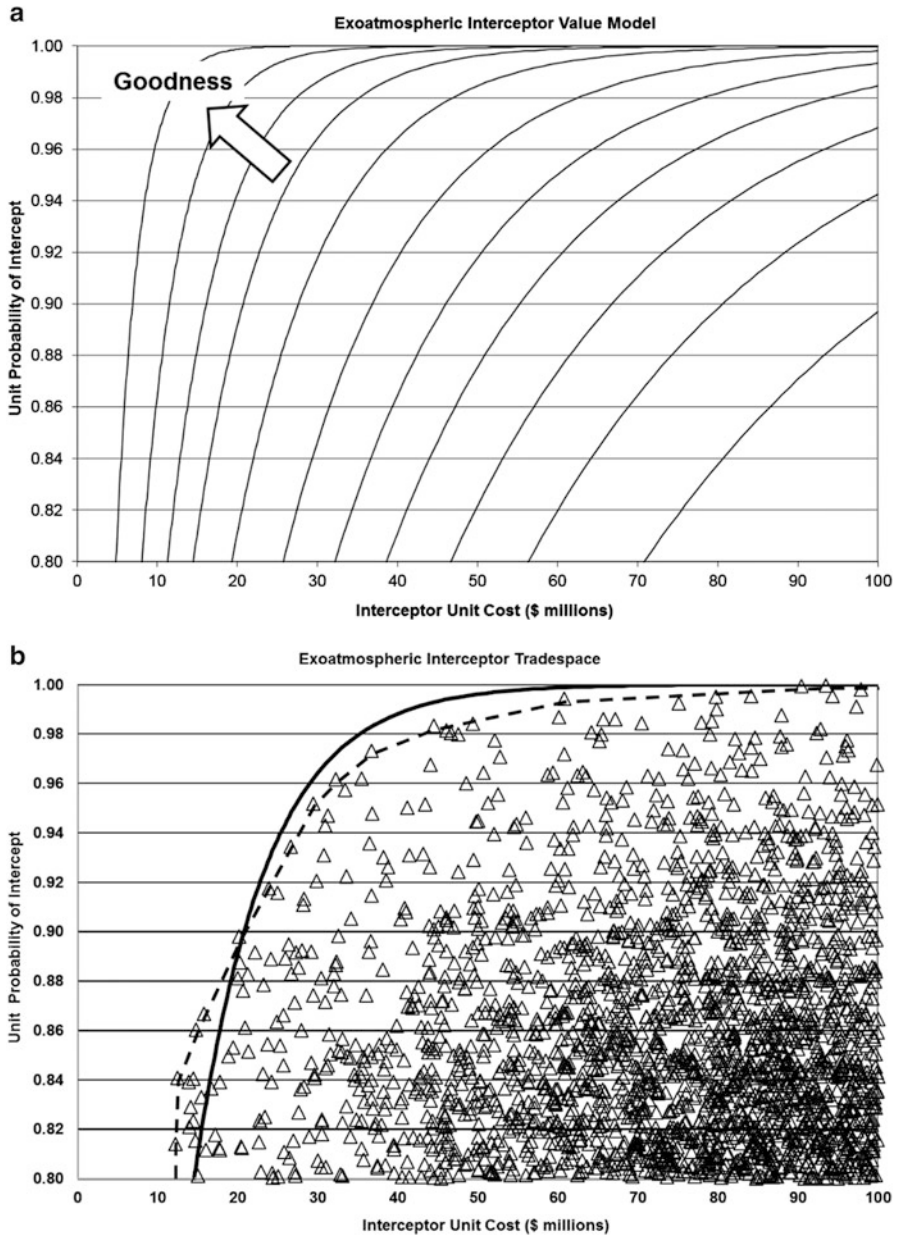 a
Exoatmospheric Interceptor Value Model
1.00
Goodness
0.98
0.96
0.94
0.92
0.90
0.88
0.86
0.84
0.82
0.80
Unit Probability of Intercept
0 10 20 30 40 50 60 70 80 90 100
Interceptor Unit Cost ($ millions)
b
Exoatmospheric Interceptor Tradespace
1.00
0.98
0.96
0.94
0.92
0.90
0.88
0.86
0.84
0.82
0.80
Unit Probability of Intercept
0 10 20 30 40 50 60 70 80 90 100
Interceptor Unit Cost ($ millions)